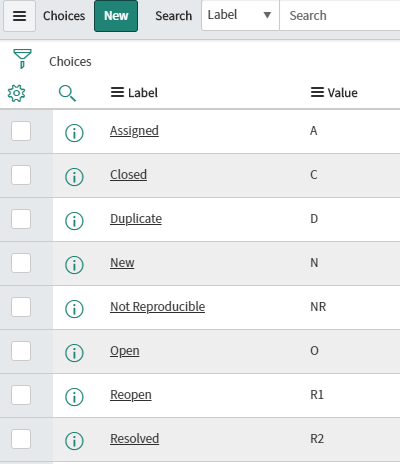 Choices New Search Label Search
Choices
Label Value
Assigned A
Closed C
Duplicate D
New N
Not Reproducible NR
Open O
Reopen R1
Resolved R2